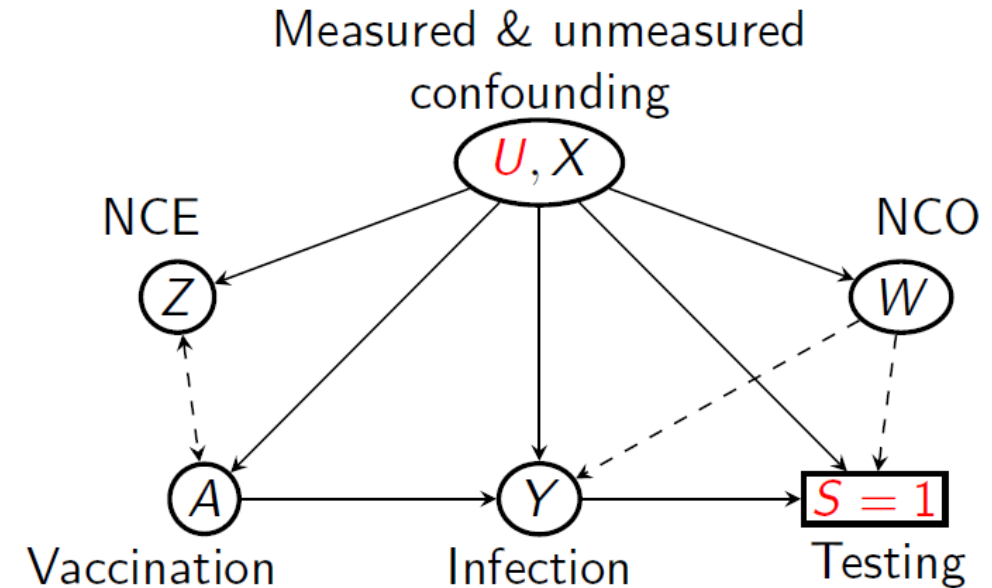 Measured & unmeasured
confounding
U, X
NCE
NCO
Z
W
A
Y
S = 1
Vaccination
Infection
Testing